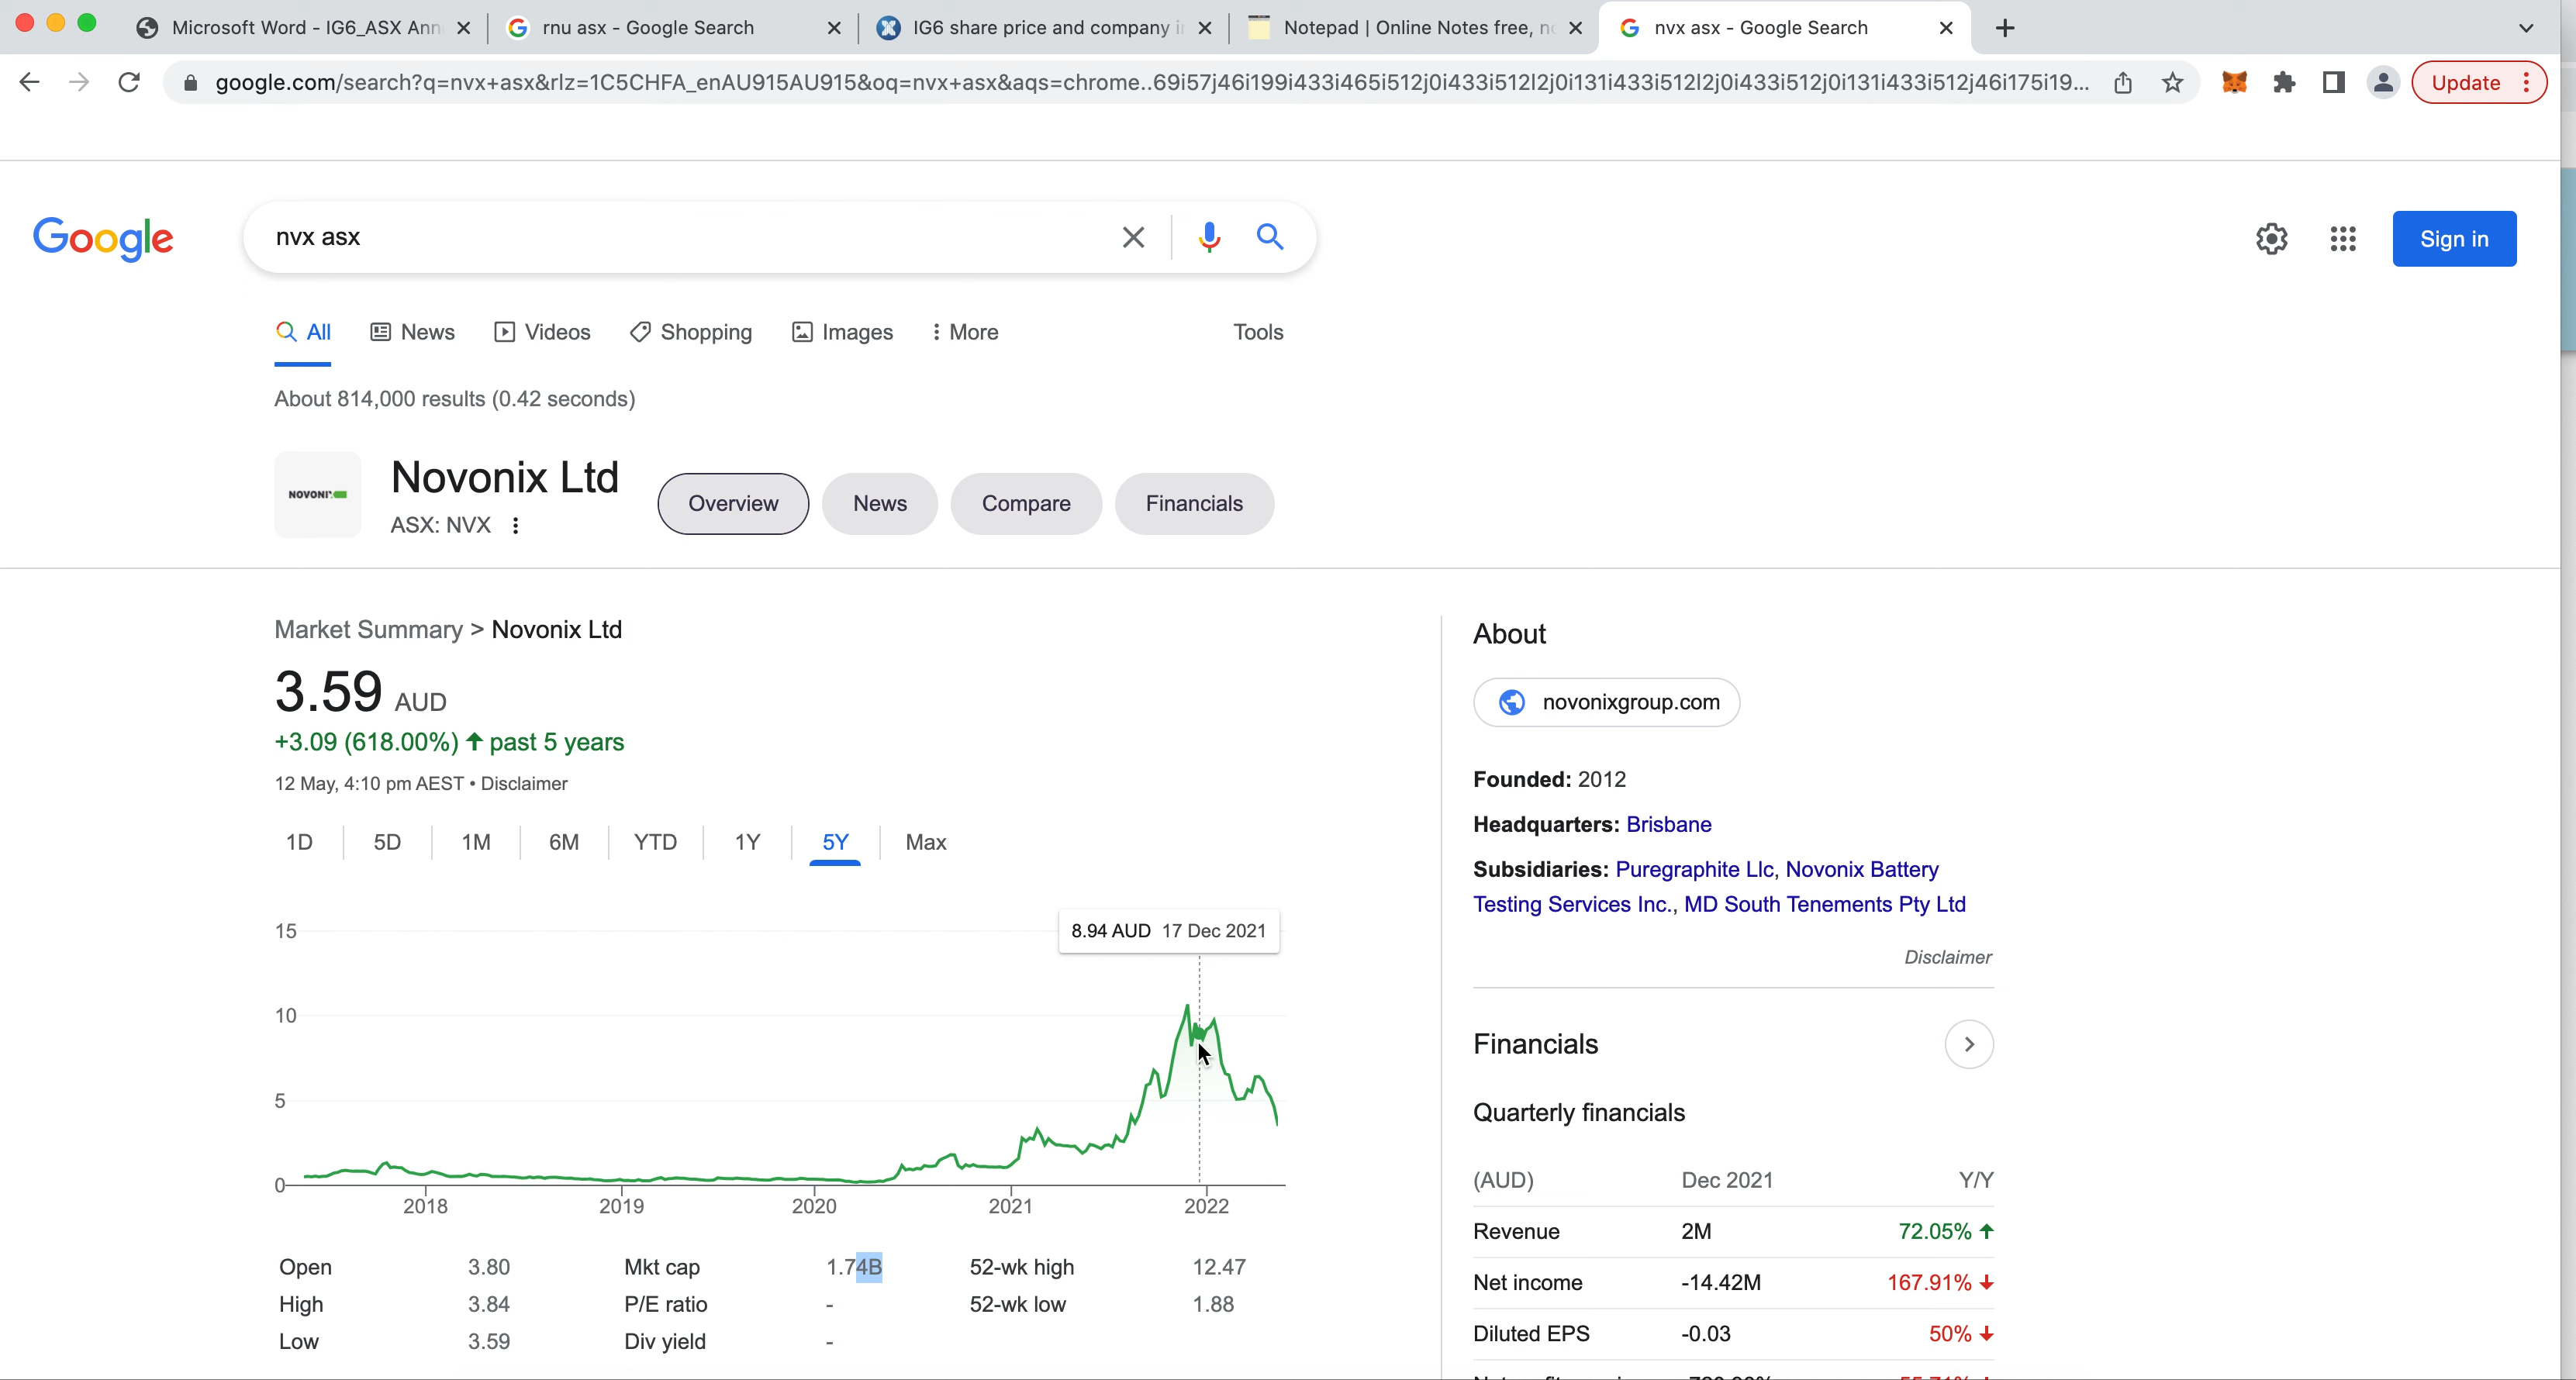 Microsoft Word - IG6_ASX Ann
rnu asx - Google Search
IG6 share price and company in
Notepad | Online Notes free, no
nvx asx - Google Search
google.com/search?q=nvx+asx&rlz=1C5CHFA_enAU915AU915&oq=nvx+asx&aqs=chrome..69i57j46i199i433i465i512j0i433i512l2j0i131i433i512l2j0i433i512j0i131i433i512j46i175i19...
Update
Google
nvx asx
Sign in
All
News
Videos
Shopping
Images
More
Tools
About 814,000 results (0.42 seconds)
NOVONIX
Novonix Ltd
ASX: NVX
Overview
News
Compare
Financials
Market Summary > Novonix Ltd
3.59 AUD
+3.09 (618.00%) past 5 years
12 May, 4:10 pm AEST • Disclaimer
1D
5D
1M
6M
YTD
1Y
5Y
Max
8.94 AUD 17 Dec 2021
15
10
5
0
2018
2019
2020
2021
2022
Open 3.80 Mkt cap 1.74B 52-wk high 12.47
High 3.84 P/E ratio - 52-wk low 1.88
Low 3.59 Div yield -
About
novonixgroup.com
Founded: 2012
Headquarters: Brisbane
Subsidiaries: Puregraphite Llc, Novonix Battery
Testing Services Inc., MD South Tenements Pty Ltd
Disclaimer
Financials
Quarterly financials
(AUD) Dec 2021 Y/Y
Revenue 2M 72.05%
Net income -14.42M 167.91%
Diluted EPS -0.03 50%